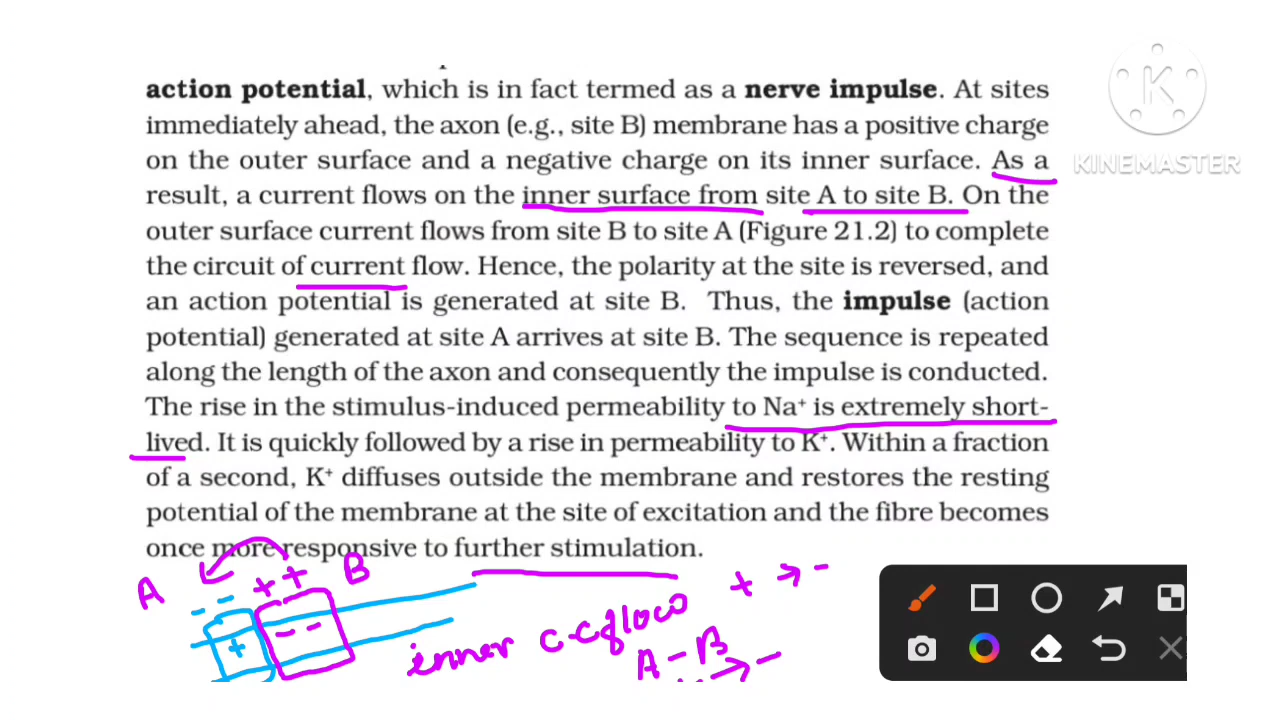 action potential, which is in fact termed as a nerve impulse. At sites
immediately ahead, the axon (e.g., site B) membrane has a positive charge
on the outer surface and a negative charge on its inner surface. As a
result, a current flows on the inner surface from site A to site B. On the
outer surface current flows from site B to site A (Figure 21.2) to complete
the circuit of current flow. Hence, the polarity at the site is reversed, and
an action potential is generated at site B. Thus, the impulse (action
potential) generated at site A arrives at site B. The sequence is repeated
along the length of the axon and consequently the impulse is conducted.
The rise in the stimulus-induced permeability to Na⁺ is extremely short-
lived. It is quickly followed by a rise in permeability to K⁺. Within a fraction
of a second, K⁺ diffuses outside the membrane and restores the resting
potential of the membrane at the site of excitation and the fibre becomes
once more responsive to further stimulation.
K
KINEMASTER
A -- ++ B
+ --
+ → -
inner
A - B
→ -